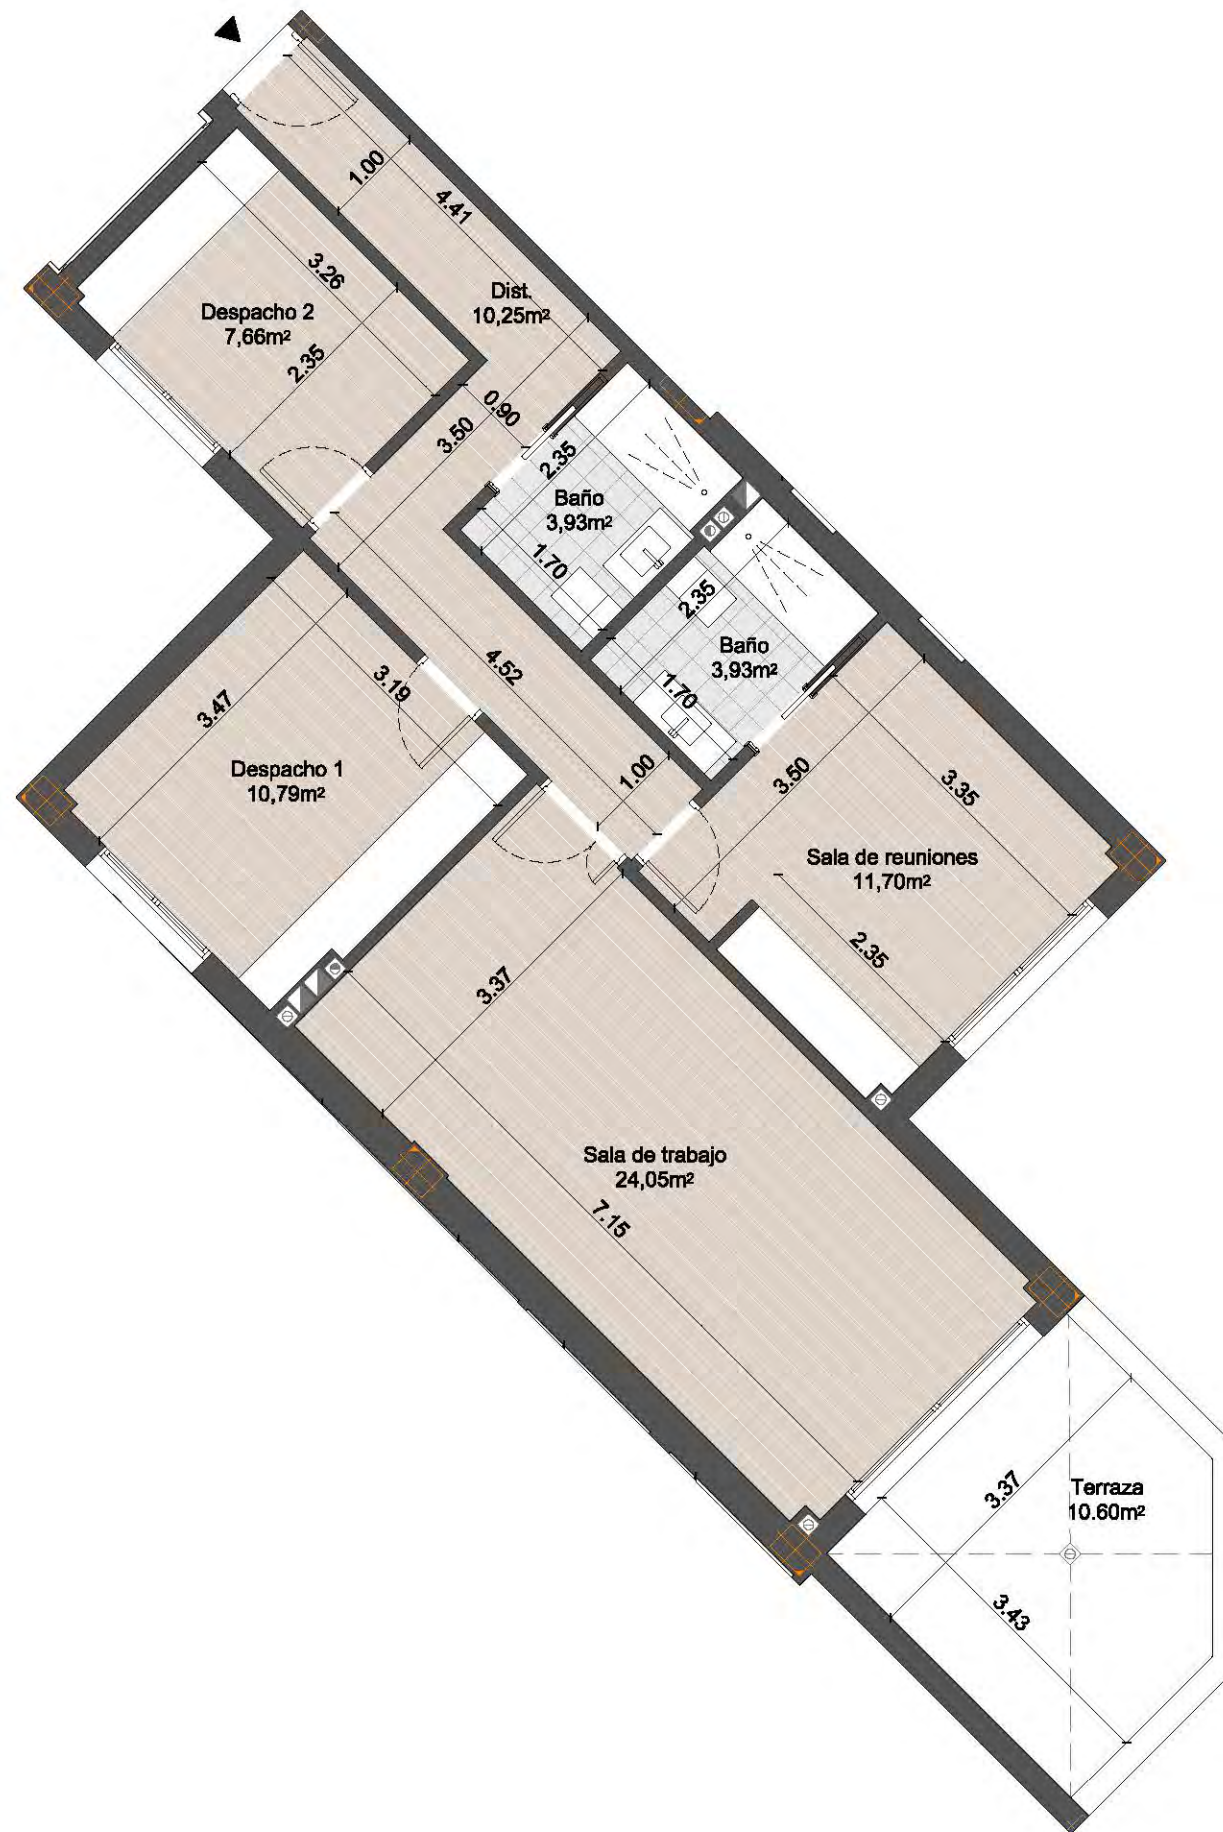 1.00
4.41
3.26
Despacho 2
7,66m²
2.35
Dist.
10,25m²
0.90
3.50
2.35
Baño
3,93m²
1.70
2.35
Baño
3,93m²
1.70
4.52
3.19
3.47
Despacho 1
10,79m²
1.00
3.50
3.35
Sala de reuniones
11,70m²
2.35
3.37
Sala de trabajo
24,05m²
7.15
3.37
Terraza
10.60m²
3.43